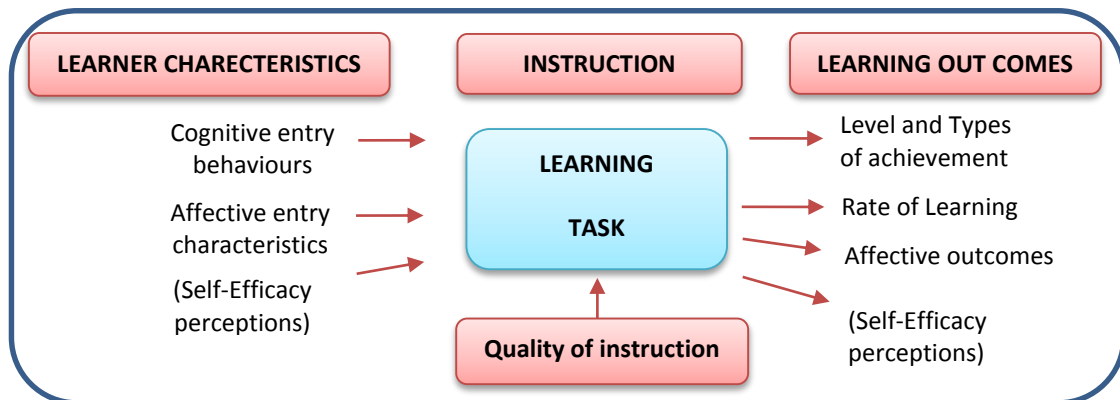 LEARNER CHARECTERISTICS
INSTRUCTION
LEARNING OUT COMES
Cognitive entry
behaviours
Affective entry
characteristics
(Self-Efficacy
perceptions)
LEARNING
TASK
Quality of instruction
Level and Types
of achievement
Rate of Learning
Affective outcomes
(Self-Efficacy
perceptions)